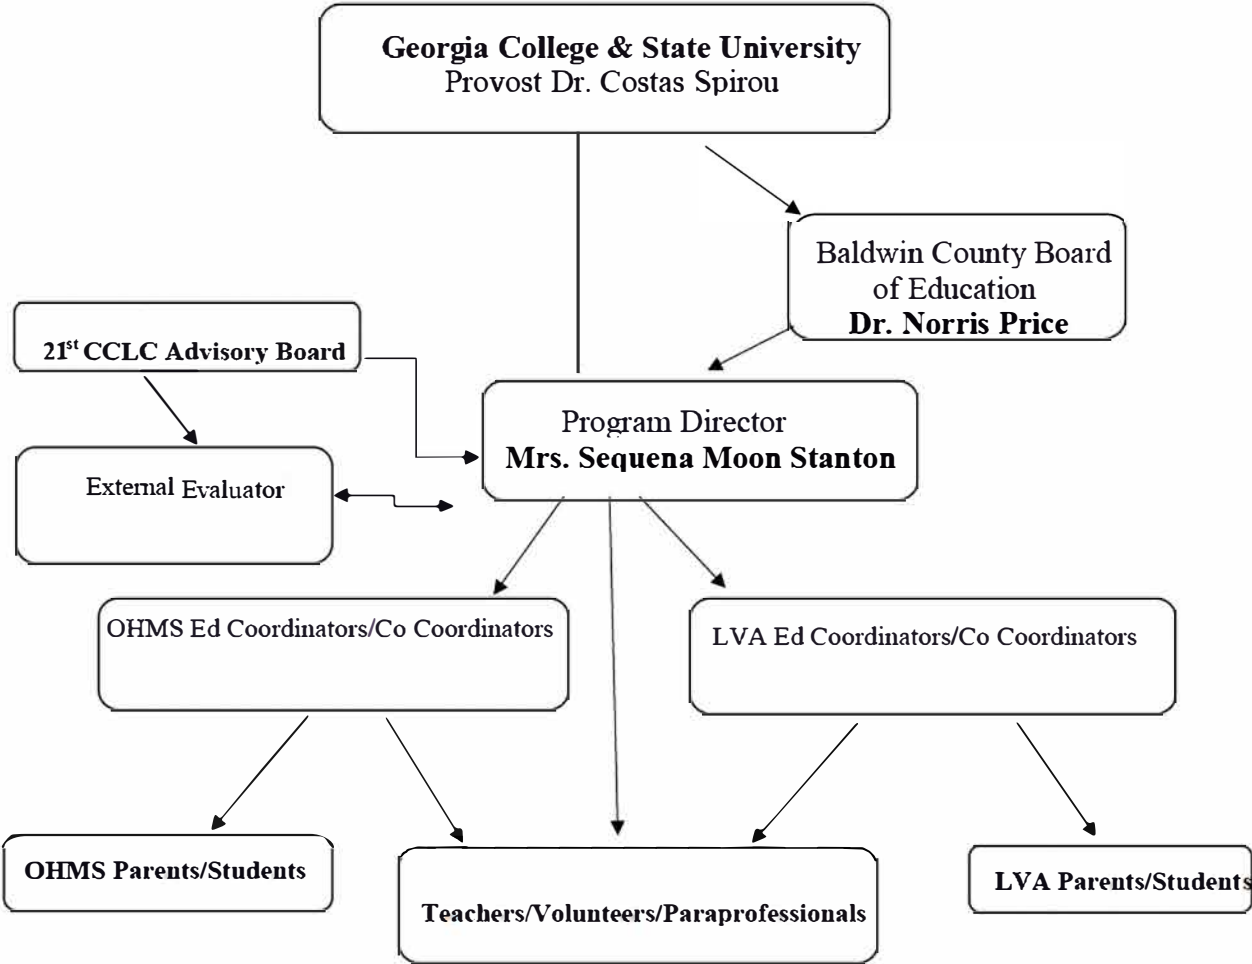 Georgia College & State University
Provost Dr. Costas Spirou
Baldwin County Board
of Education
Dr. Norris Price
21st CCLC Advisory Board
Program Director
Mrs. Sequena Moon Stanton
External Evaluator
OHMS Ed Coordinators/Co Coordinators
LVA Ed Coordinators/Co Coordinators
OHMS Parents/Students
Teachers/Volunteers/Paraprofessionals
LVA Parents/Students